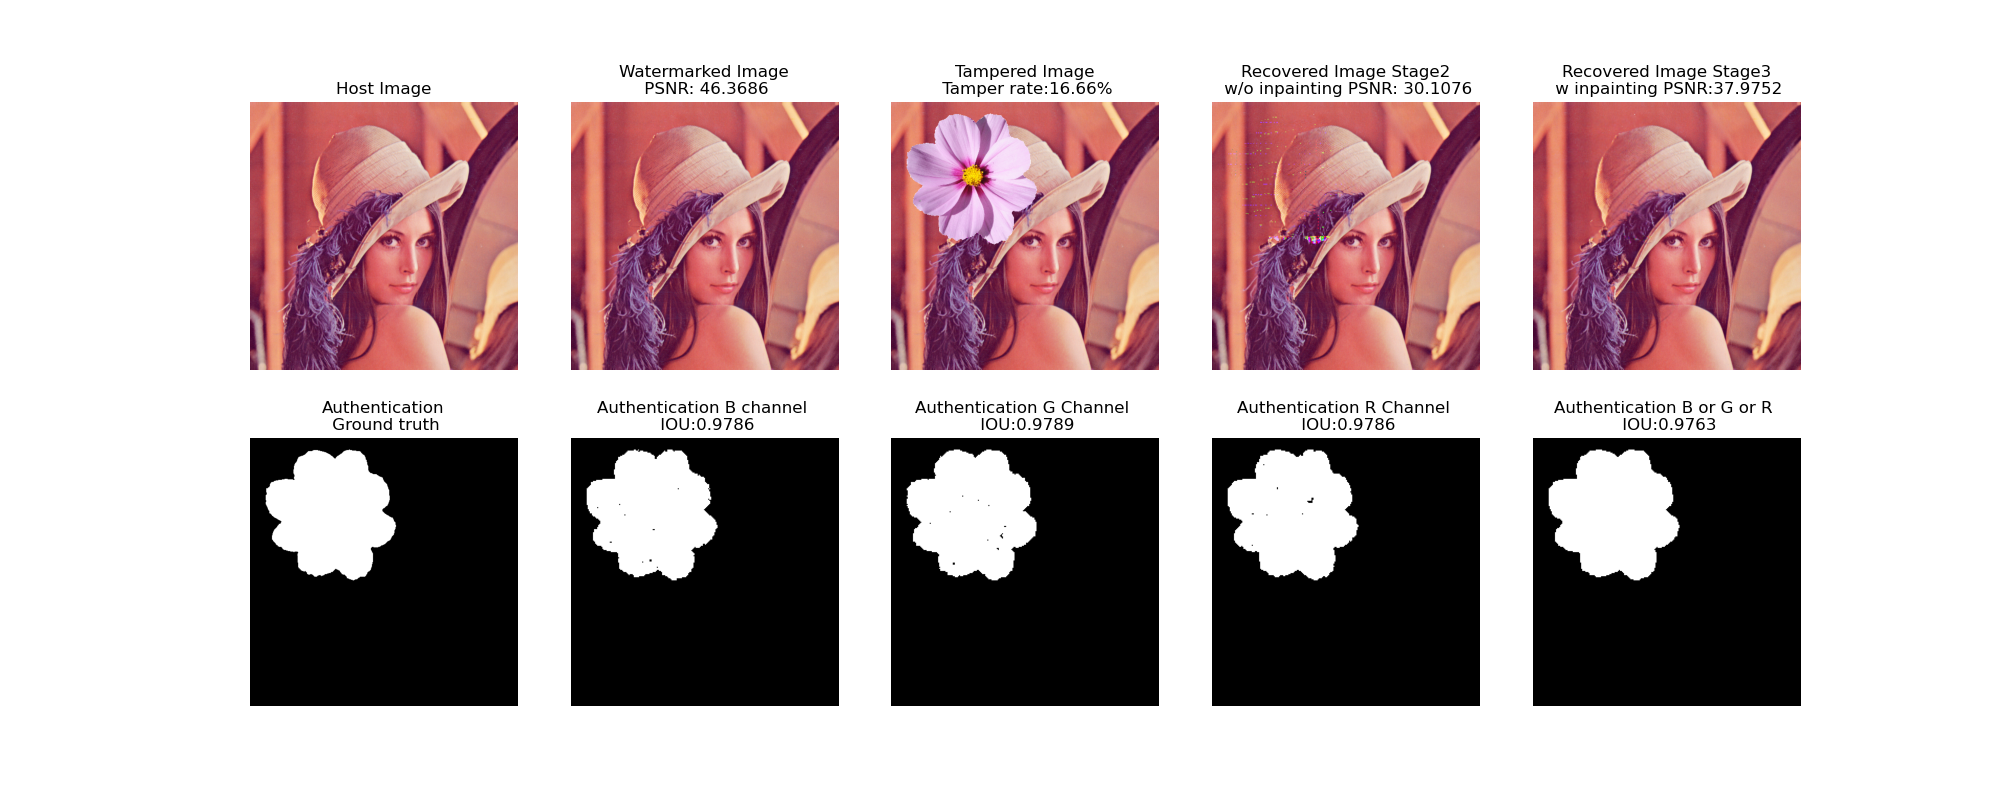 Host Image
Watermarked Image
PSNR: 46.3686
Tampered Image
Tamper rate:16.66%
Recovered Image Stage2
w/o inpainting PSNR: 30.1076
Recovered Image Stage3
w inpainting PSNR:37.9752
Authentication
Ground truth
Authentication B channel
IOU:0.9786
Authentication G Channel
IOU:0.9789
Authentication R Channel
IOU:0.9786
Authentication B or G or R
IOU:0.9763